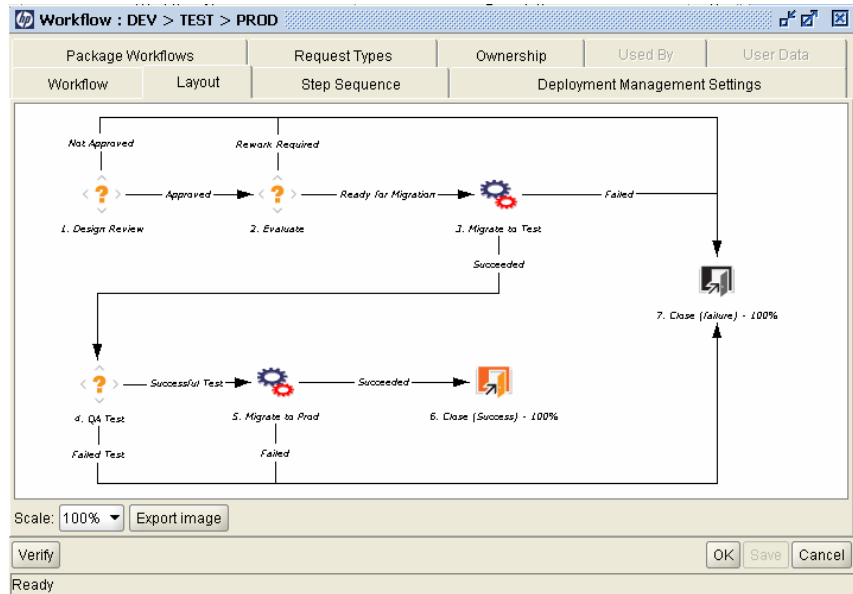 hp Workflow : DEV > TEST > PROD
Package Workflows Request Types Ownership Used By User Data
Workflow Layout Step Sequence Deployment Management Settings
Not Approved Rework Required
Approved Ready for Migration Failed
1. Design Review 2. Evaluate 3. Migrate to Test
Succeeded
7. Close (failure) - 100%
Successful Test Succeeded
4. QA Test 5. Migrate to Prod 6. Close (Success) - 100%
Failed Test Failed
Scale: 100% Export image
Verify OK Save Cancel
Ready